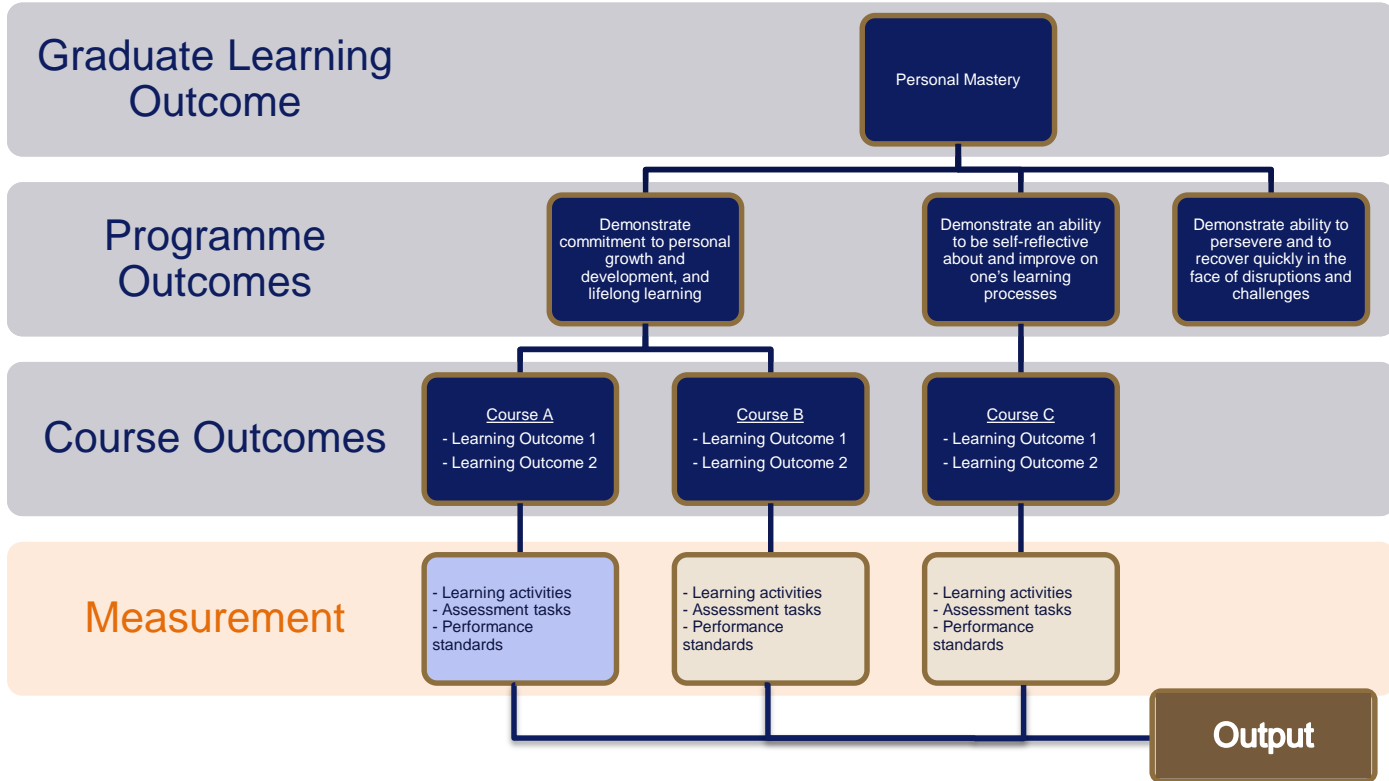 Graduate Learning
Outcome
Personal Mastery
Programme
Outcomes
Demonstrate
commitment to personal
growth and
development, and
lifelong learning
Demonstrate an ability
to be self-reflective
about and improve on
one’s learning
processes
Demonstrate ability to
persevere and to
recover quickly in the
face of disruptions and
challenges
Course Outcomes
Course A
- Learning Outcome 1
- Learning Outcome 2
Course B
- Learning Outcome 1
- Learning Outcome 2
Course C
- Learning Outcome 1
- Learning Outcome 2
Measurement
- Learning activities
- Assessment tasks
- Performance
standards
- Learning activities
- Assessment tasks
- Performance
standards
- Learning activities
- Assessment tasks
- Performance
standards
Output